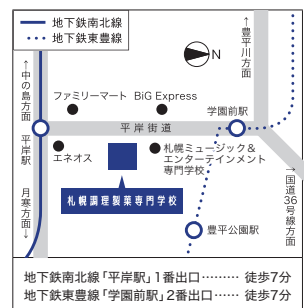 地下鉄南北線
地下鉄東豊線
↑豊平川方面
N
↑中の島方面
平岸駅
月寒方面↓
ファミリーマート
BiG Express
学園前駅
平岸街道
エネオス
札幌ミュージック＆
エンターテインメント
専門学校
札幌調理製菓専門学校
↑国道36号線方面
豊平公園駅
地下鉄南北線「平岸駅」1番出口……… 徒歩7分
地下鉄東豊線「学園前駅」2番出口…… 徒歩7分